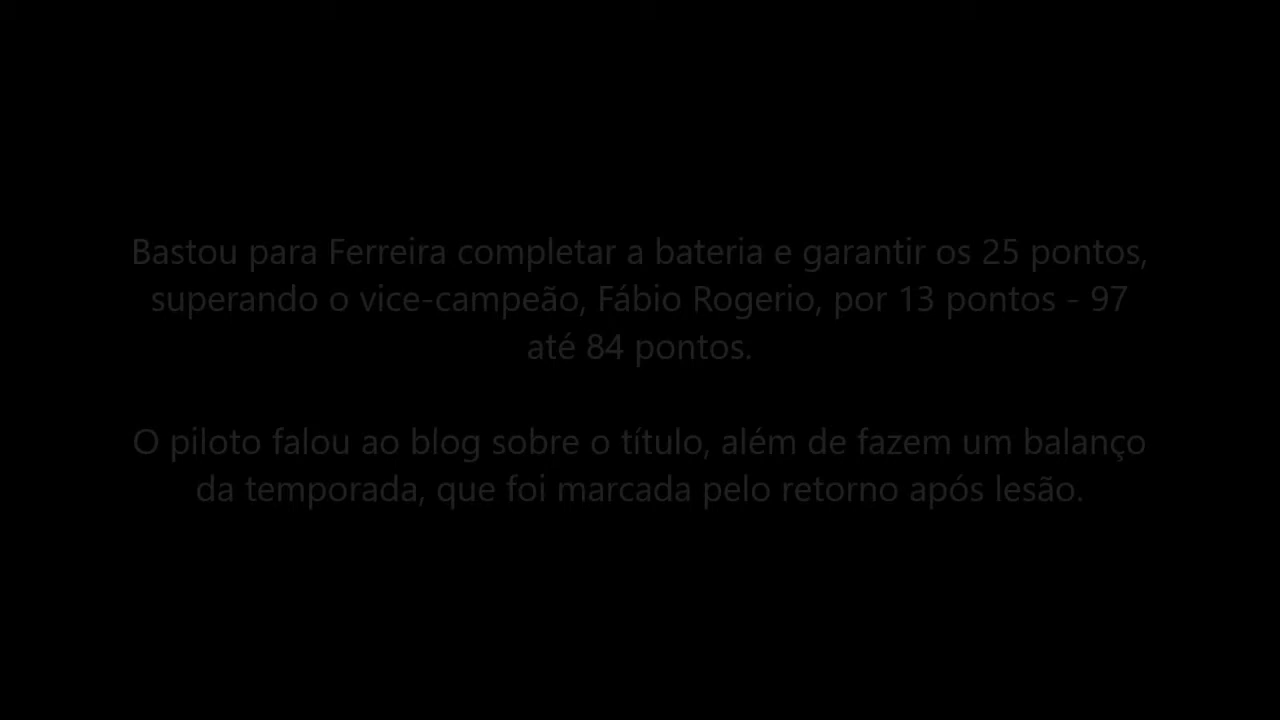 Bastou para Ferreira completar a bateria e garantir os 25 pontos,
superando o vice-campeão, Fábio Rogerio, por 13 pontos - 97
até 84 pontos.
O piloto falou ao blog sobre o título, além de fazem um balanço
da temporada, que foi marcada pelo retorno após lesão.